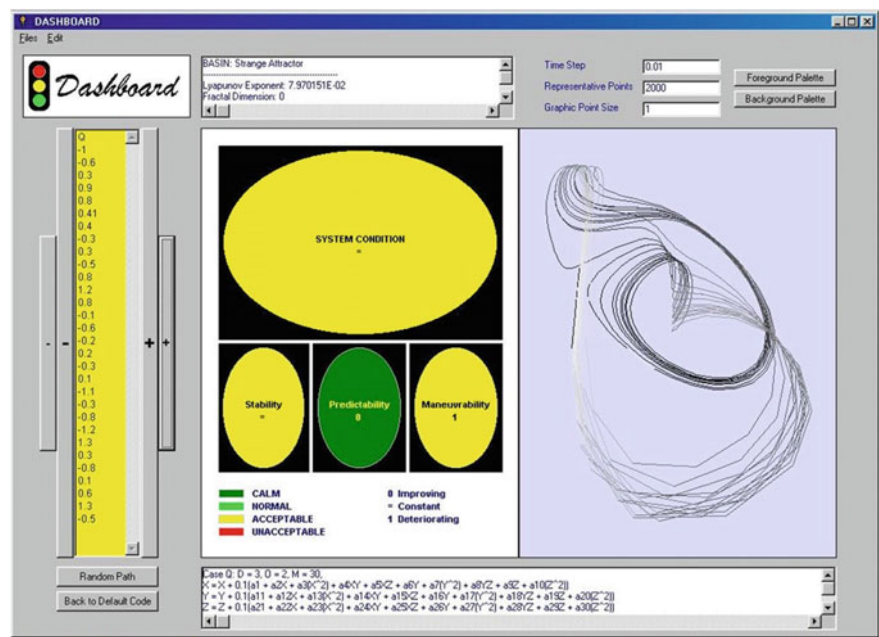 DASHBOARD
Files Edit
Dashboard
BASIN: Strange Attractor
Lyapunov Exponent: 7.970151E-02
Fractal Dimension: 0
Time Step 0.01
Representative Points 2000
Graphic Point Size 1
Foreground Palette
Background Palette
Q
-1
-0.6
0.3
0.9
0.8
0.41
0.4
-0.3
0.3
-0.5
0.8
1.2
0.8
-0.1
-0.6
-0.2
0.2
-0.3
0.1
-1.1
-0.3
-0.8
-1.2
1.3
0.3
-0.8
0.1
0.6
1.3
-0.5
- - + +
SYSTEM CONDITION
=
Stability
=
Predictability
0
Maneuvrability
1
CALM
NORMAL
ACCEPTABLE
UNACCEPTABLE
0 Improving
= Constant
1 Deteriorating
Random Path
Back to Default Code
Case Q: D = 3, O = 2, M = 30,
X = X + 0.1(a1 + a2X + a3(X^2) + a4XY + a5XZ + a6Y + a7(Y^2) + a8YZ + a9Z + a10(Z^2))
Y = Y + 0.1(a11 + a12X + a13(X^2) + a14XY + a15XZ + a16Y + a17(Y^2) + a18YZ + a19Z + a20(Z^2))
Z = Z + 0.1(a21 + a22X + a23(X^2) + a24XY + a25XZ + a26Y + a27(Y^2) + a28YZ + a29Z + a30(Z^2))